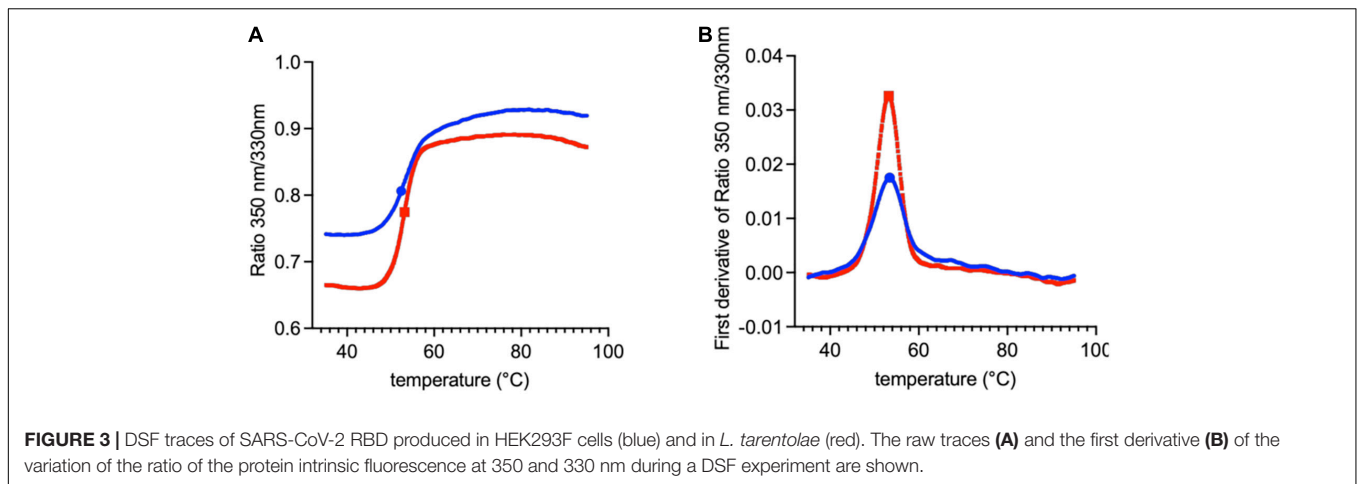 A
B
1.0
0.9
0.8
0.7
0.6
Ratio 350 nm/330nm
40 60 80 100
temperature (°C)
0.04
0.03
0.02
0.01
0.00
-0.01
First derivative of Ratio 350 nm/330nm
40 60 80 100
temperature (°C)
FIGURE 3 | DSF traces of SARS-CoV-2 RBD produced in HEK293F cells (blue) and in L. tarentolae (red). The raw traces (A) and the first derivative (B) of the
variation of the ratio of the protein intrinsic fluorescence at 350 and 330 nm during a DSF experiment are shown.